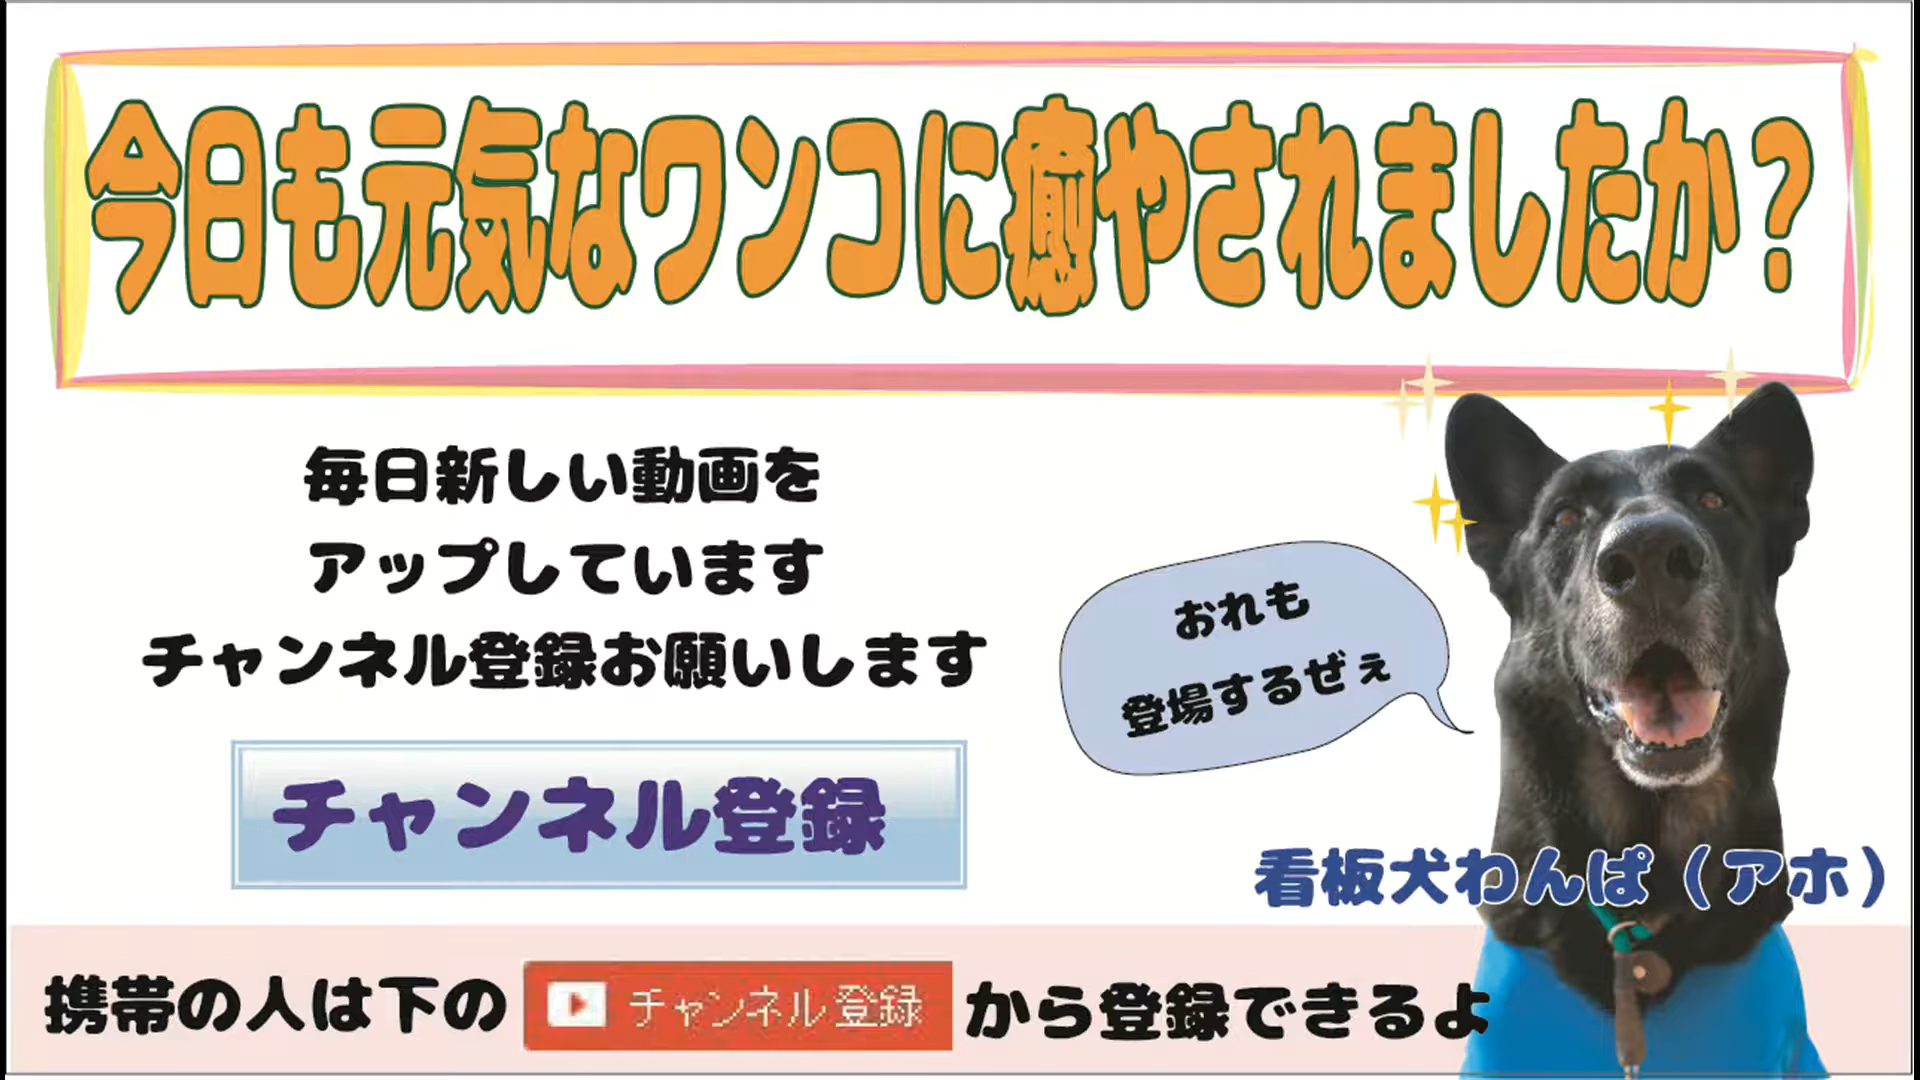 今日も元気なワンコに癒やされましたか？
毎日新しい動画を
アップしています
チャンネル登録お願いします
チャンネル登録
おれも
登場するぜぇ
看板犬わんぱ（アホ）
携帯の人は下の チャンネル登録 から登録できるよ